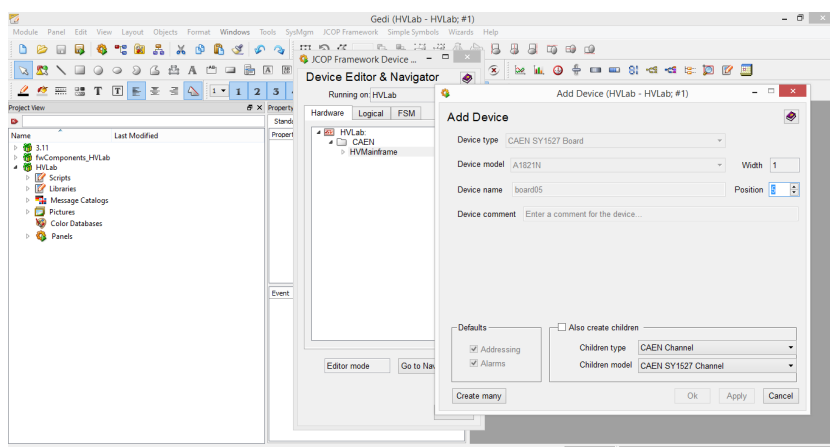 Gedi (HVLab - HVLab; #1)
Module Panel Edit View Layout Objects Format Windows Tools SysMgm JCOP Framework Simple Symbols Wizards Help
A
T T 1 1 2 3
Project View
Name Last Modified
3.11
fwComponents_HVLab
HVLab
Scripts
Libraries
Message Catalogs
Pictures
Color Databases
Panels
Property
Standa
Propert
Event
JCOP Framework Device ...
Device Editor & Navigator
Running on: HVLab
Hardware Logical FSM
HVLab:
CAEN
HVMainframe
Editor mode Go to Nav
Add Device (HVLab - HVLab; #1)
Add Device
Device type CAEN SY1527 Board
Device model A1821N Width 1
Device name board05 Position 5
Device comment Enter a comment for the device...
Defaults
Addressing
Alarms
Also create children
Children type CAEN Channel
Children model CAEN SY1527 Channel
Create many Ok Apply Cancel